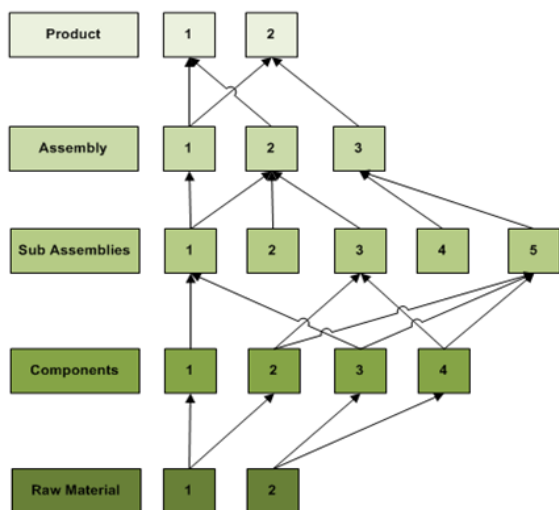 Product 1 2
Assembly 1 2 3
Sub Assemblies 1 2 3 4 5
Components 1 2 3 4
Raw Material 1 2